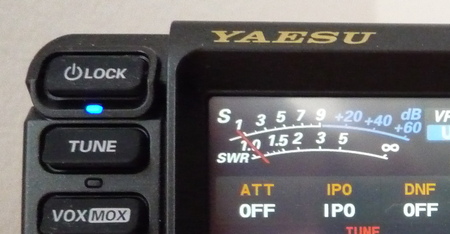 YAESU
LOCK
TUNE
VOX MOX
S 1 3 5 7 9 +20 +40 +60 dB
1.0 1.5 2 3 5 ∞
SWR
ATT IPO DNF
OFF IPO OFF
TUNE